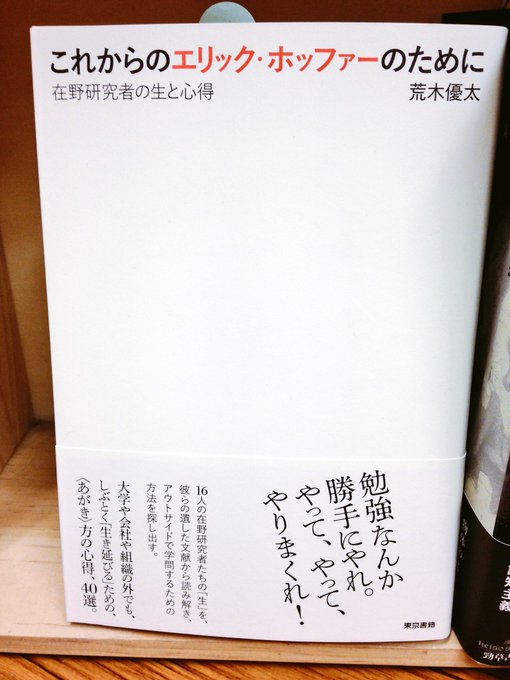 これからのエリック・ホッファーのために
在野研究者の生と心得
荒木優太
勉強なんか
勝手にやれ。
やって、やって、
やりまくれ！
16人の在野研究者たちの「生」を、
彼らの遺した文献から読み解き、
アウトサイドで学問するための
方法を探し出す。
大学や会社や組織の外でも、
しぶとく「生き延びる」ための、
〈あがき〉方の心得、40選。
東京書籍